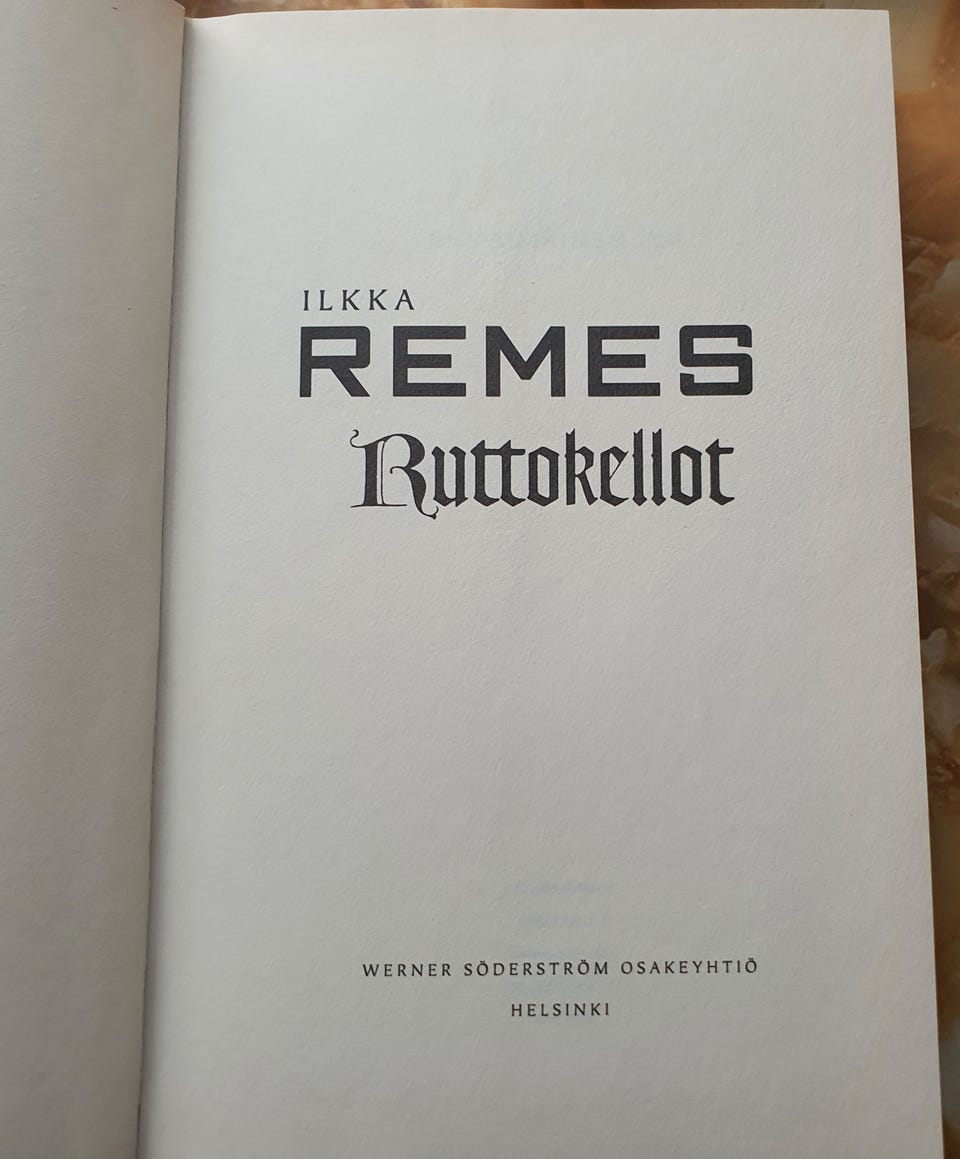 ILKKA
REMES
Ruttokellot
WERNER SÖDERSTRÖM OSAKEYHTIÖ
HELSINKI